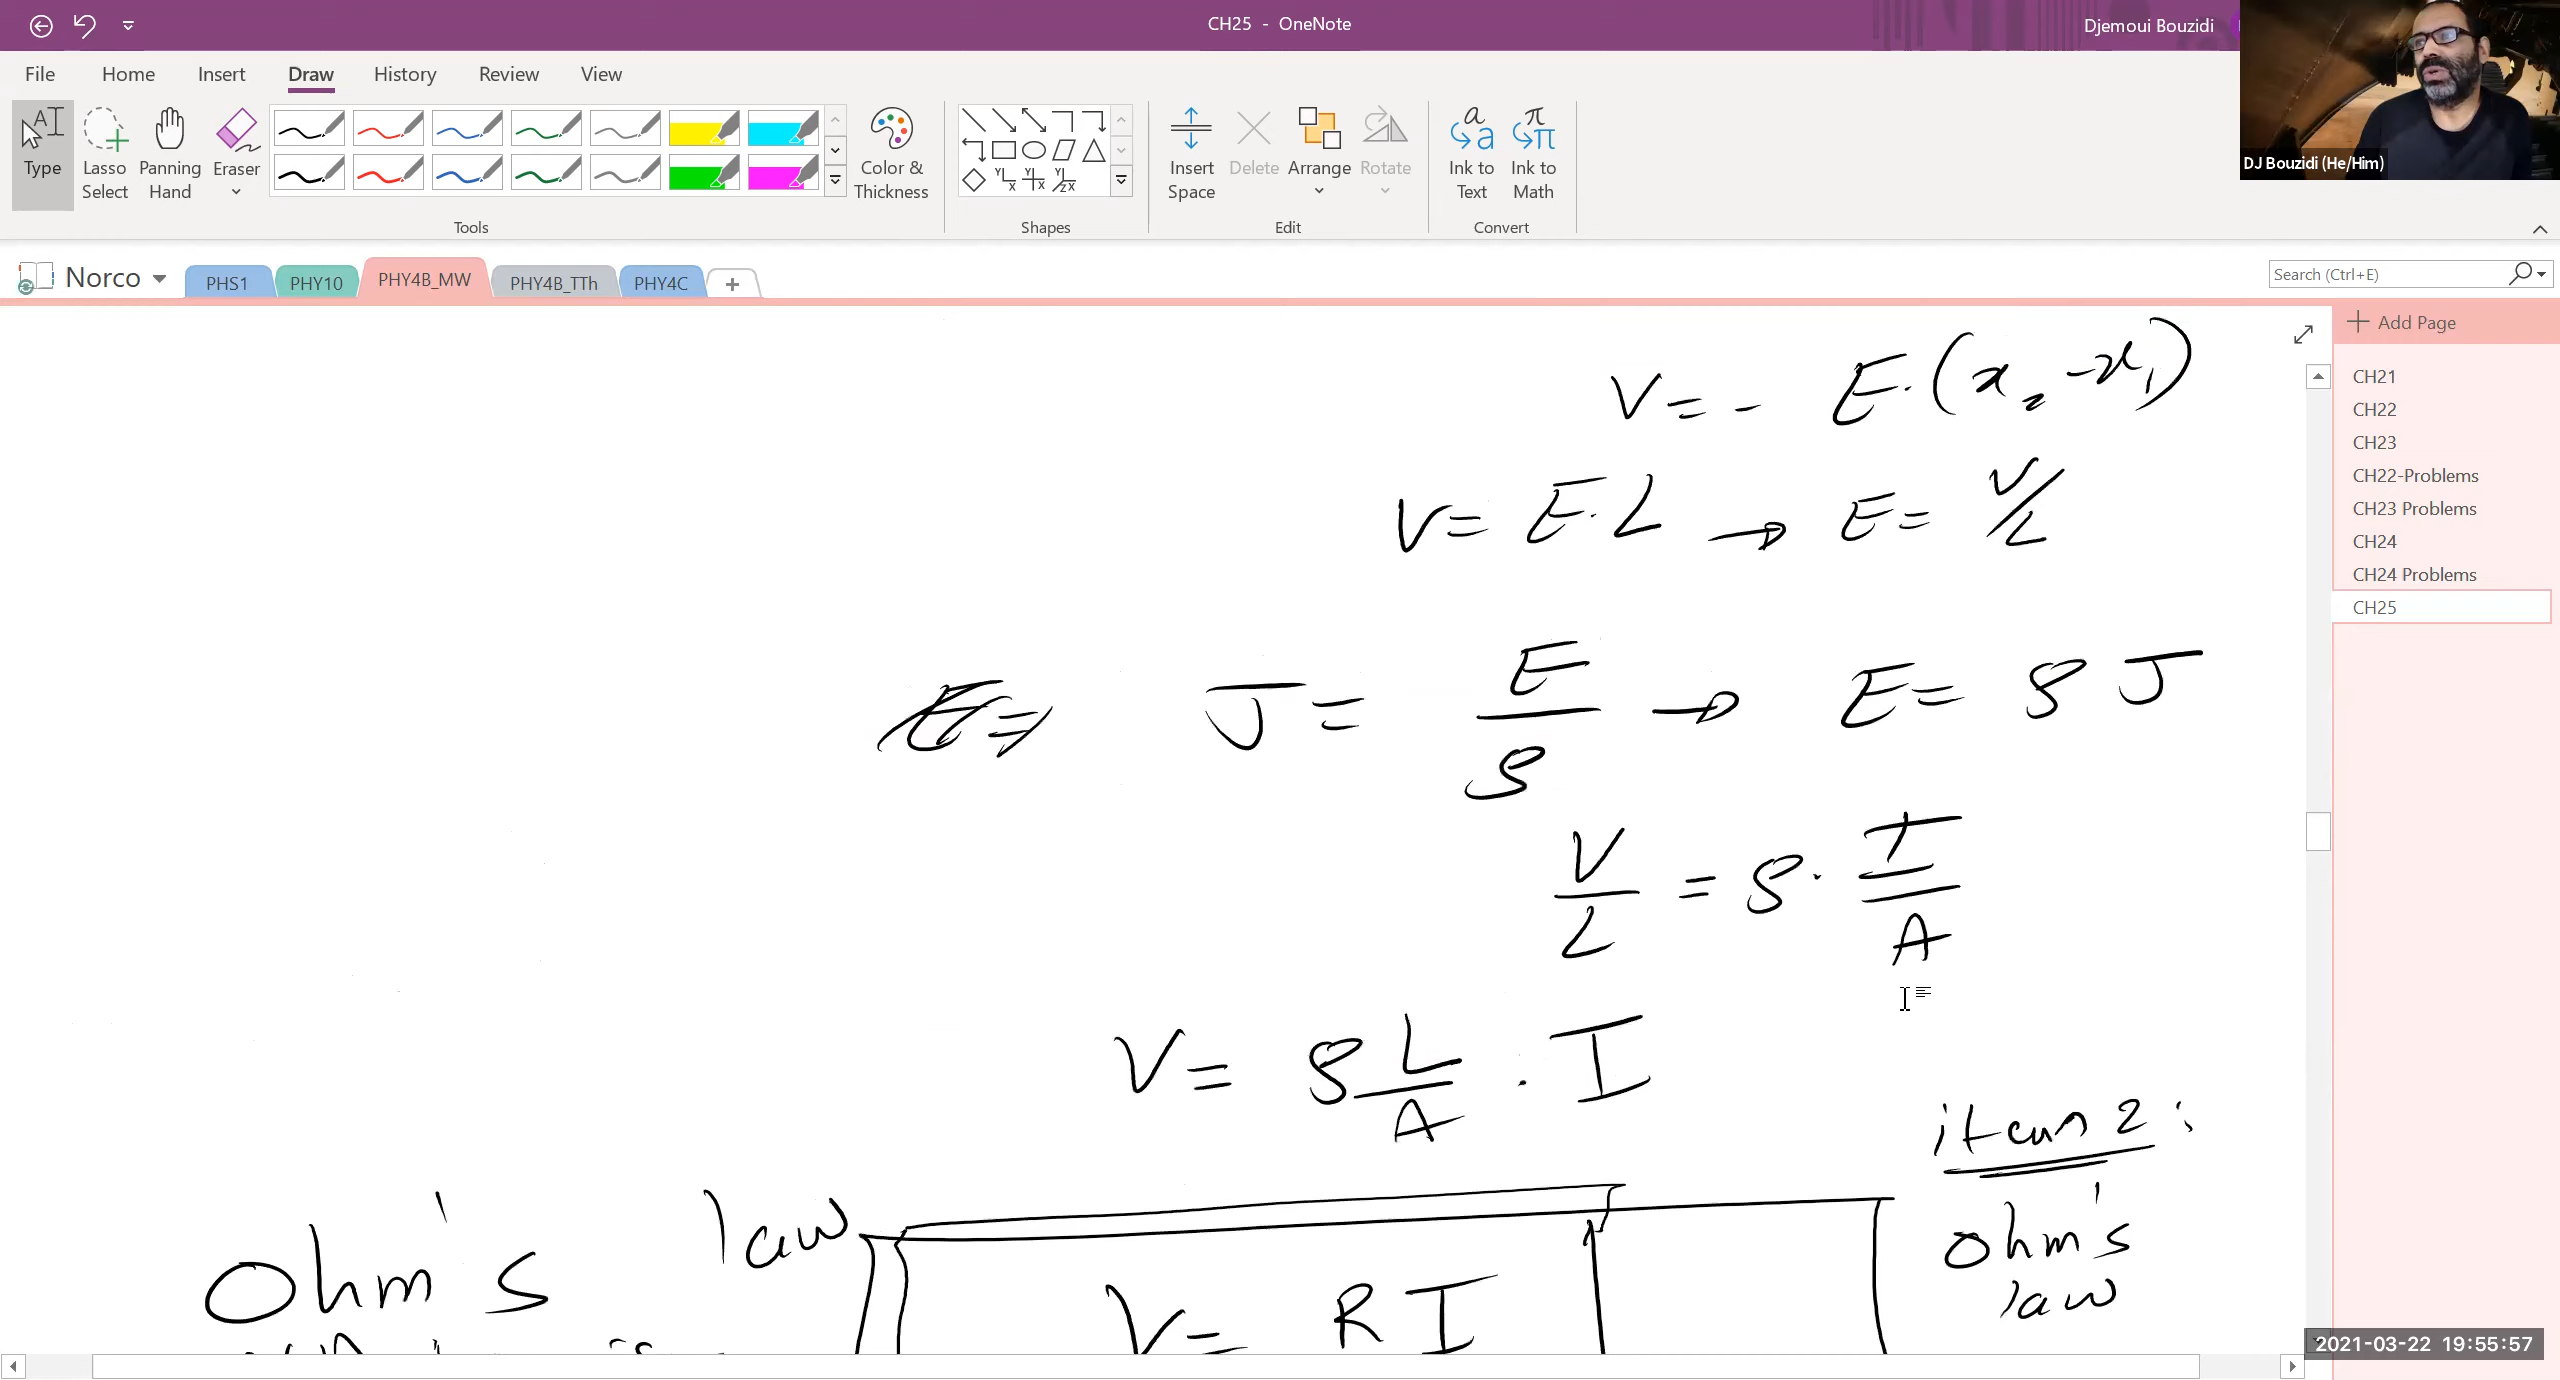 CH25 - OneNote
Djemoui Bouzidi
File Home Insert Draw History Review View
Type
Lasso Select
Panning Hand
Eraser
Color & Thickness
Insert Space
Delete
Arrange
Rotate
Ink to Text
Ink to Math
Tools
Shapes
Edit
Convert
DJ Bouzidi (He/Him)
Norco PHS1 PHY10 PHY4B_MW PHY4B_TTh PHY4C
Search (Ctrl+E)
Add Page
CH21
CH22
CH23
CH22-Problems
CH23 Problems
CH24
CH24 Problems
CH25
V = - E·(x₂ - x₁)
V = E·L → E = V/L
E = J = E/ρ → E = ρ J
V/L = ρ · I/A
V = ρ L/A · I
item 2 :
Ohm's law
ohm's
law
V = R I
2021-03-22 19:55:57